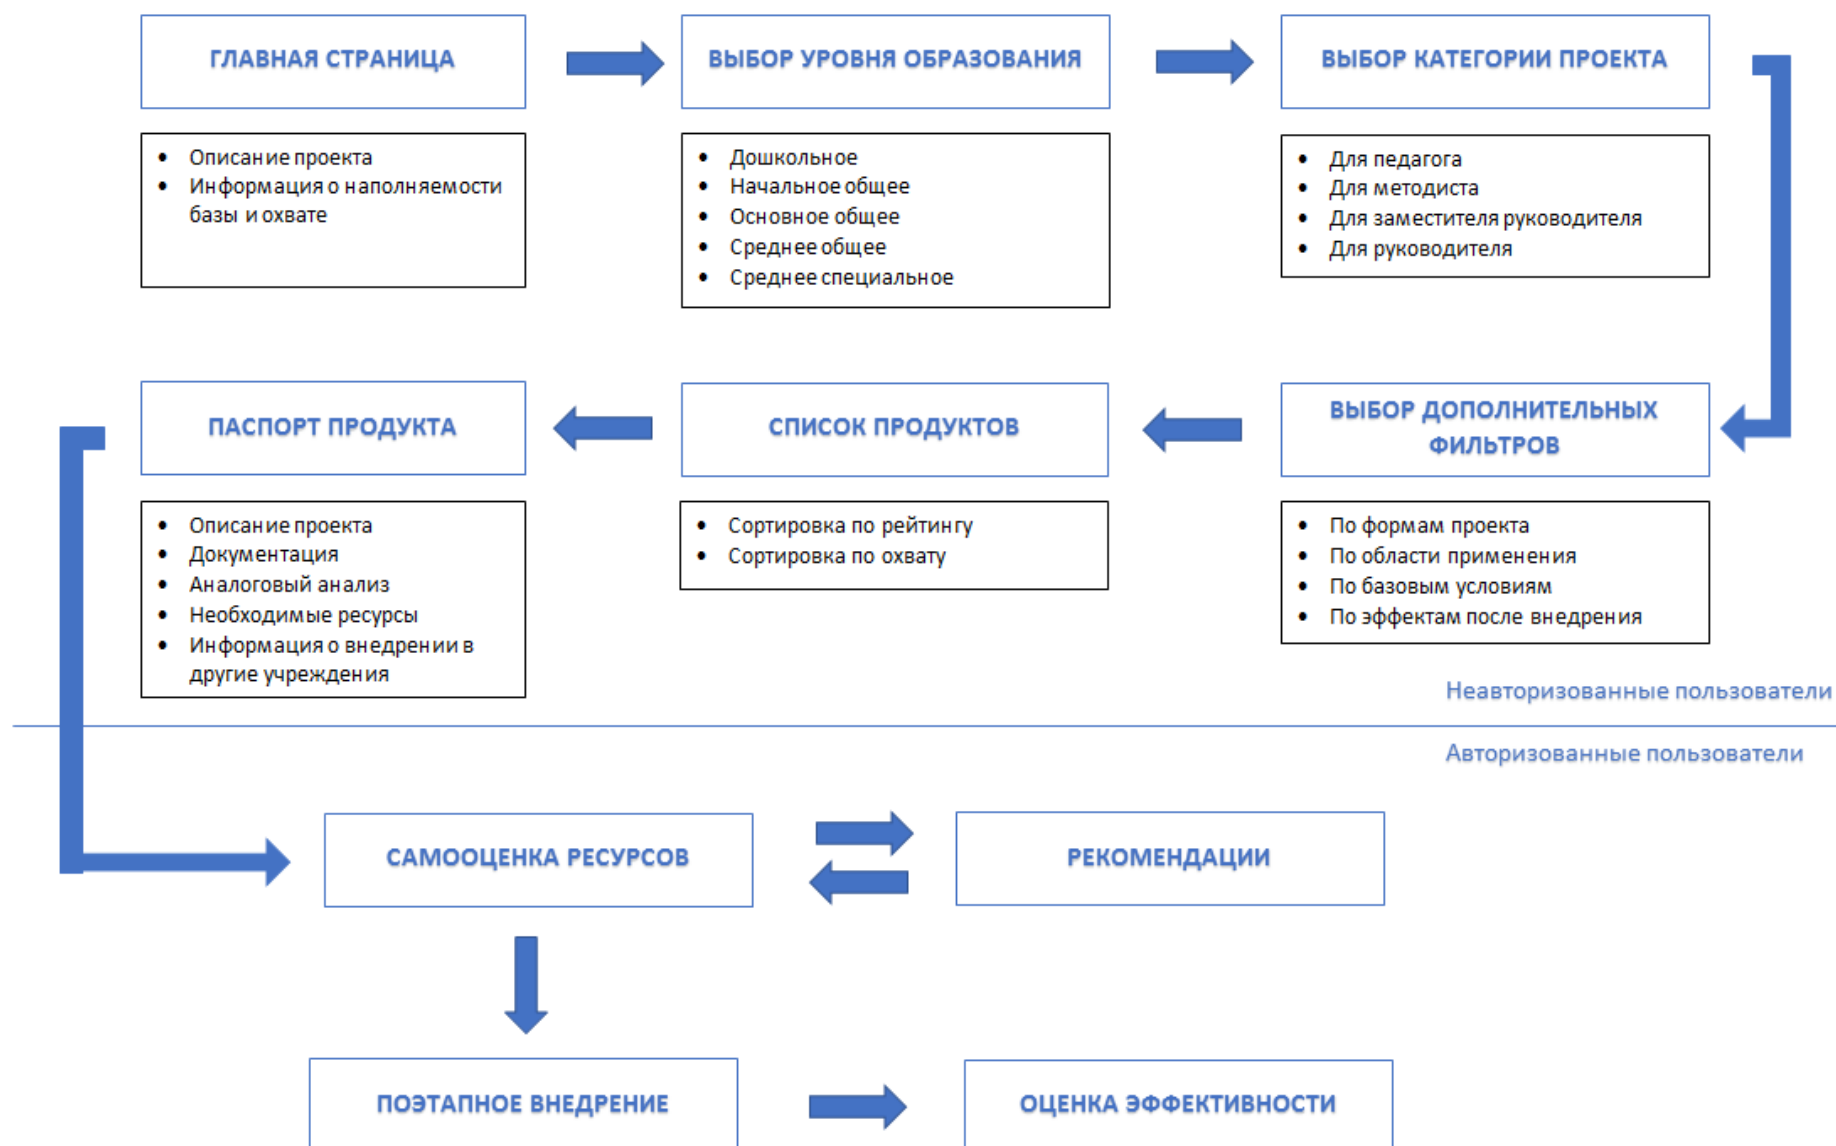 ГЛАВНАЯ СТРАНИЦА
• Описание проекта
• Информация о наполняемости
базы и охвате
ВЫБОР УРОВНЯ ОБРАЗОВАНИЯ
• Дошкольное
• Начальное общее
• Основное общее
• Среднее общее
• Среднее специальное
ВЫБОР КАТЕГОРИИ ПРОЕКТА
• Для педагога
• Для методиста
• Для заместителя руководителя
• Для руководителя
ВЫБОР ДОПОЛНИТЕЛЬНЫХ
ФИЛЬТРОВ
• По формам проекта
• По области применения
• По базовым условиям
• По эффектам после внедрения
СПИСОК ПРОДУКТОВ
• Сортировка по рейтингу
• Сортировка по охвату
ПАСПОРТ ПРОДУКТА
• Описание проекта
• Документация
• Аналоговый анализ
• Необходимые ресурсы
• Информация о внедрении в
другие учреждения
Неавторизованные пользователи
Авторизованные пользователи
САМООЦЕНКА РЕСУРСОВ
РЕКОМЕНДАЦИИ
ПОЭТАПНОЕ ВНЕДРЕНИЕ
ОЦЕНКА ЭФФЕКТИВНОСТИ